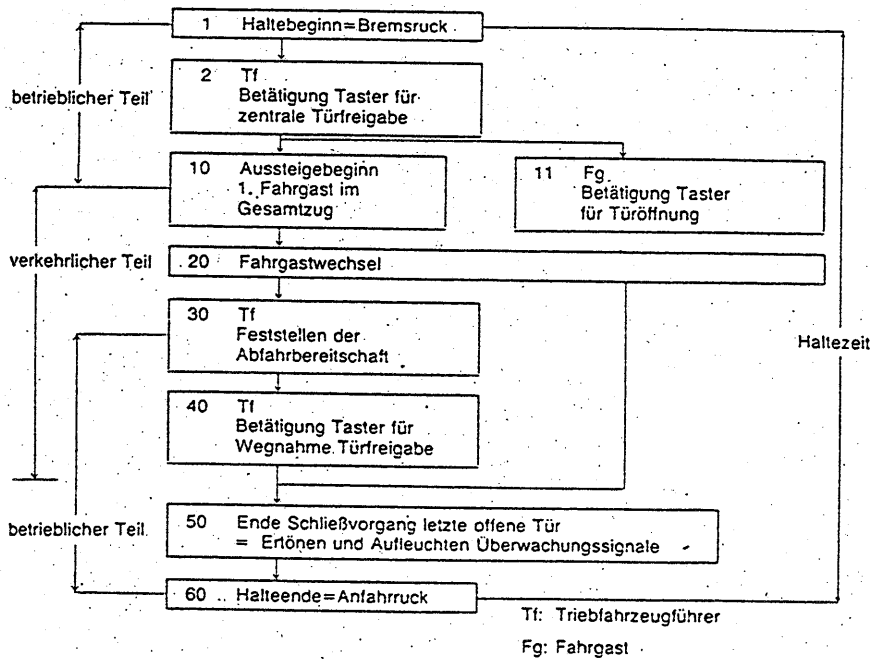 1 Haltebeginn=Bremsruck
2 Tf
Betätigung Taster für
zentrale Türfreigabe
betrieblicher Teil
10 Aussteigebeginn
1. Fahrgast im
Gesamtzug
11 Fg.
Betätigung Taster
für Türöffnung
verkehrlicher Teil
20 Fahrgastwechsel
30 Tf
Feststellen der
Abfahrbereitschaft
Haltezeit
40 Tf
Betätigung Taster für
Wegnahme Türfreigabe
betrieblicher Teil
50 Ende Schließvorgang letzte offene Tür
= Ertönen und Aufleuchten Überwachungssignale
60 Halteende=Anfahrruck
Tf: Triebfahrzeugführer
Fg: Fahrgast